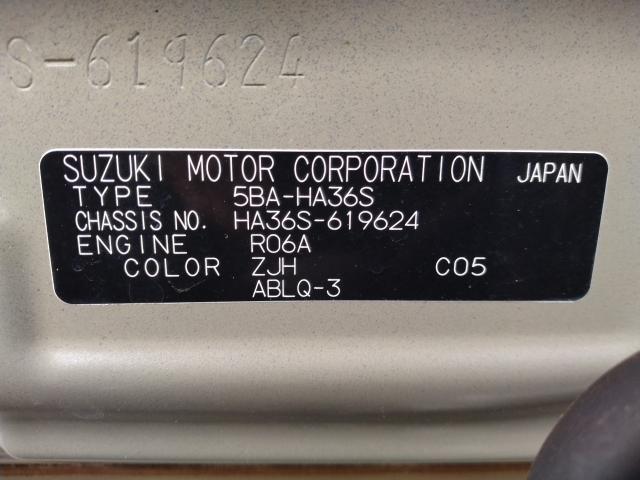 S-619624
SUZUKI MOTOR CORPORATION JAPAN
TYPE 5BA-HA36S
CHASSIS NO. HA36S-619624
ENGINE R06A
COLOR ZJH C05
ABLQ-3